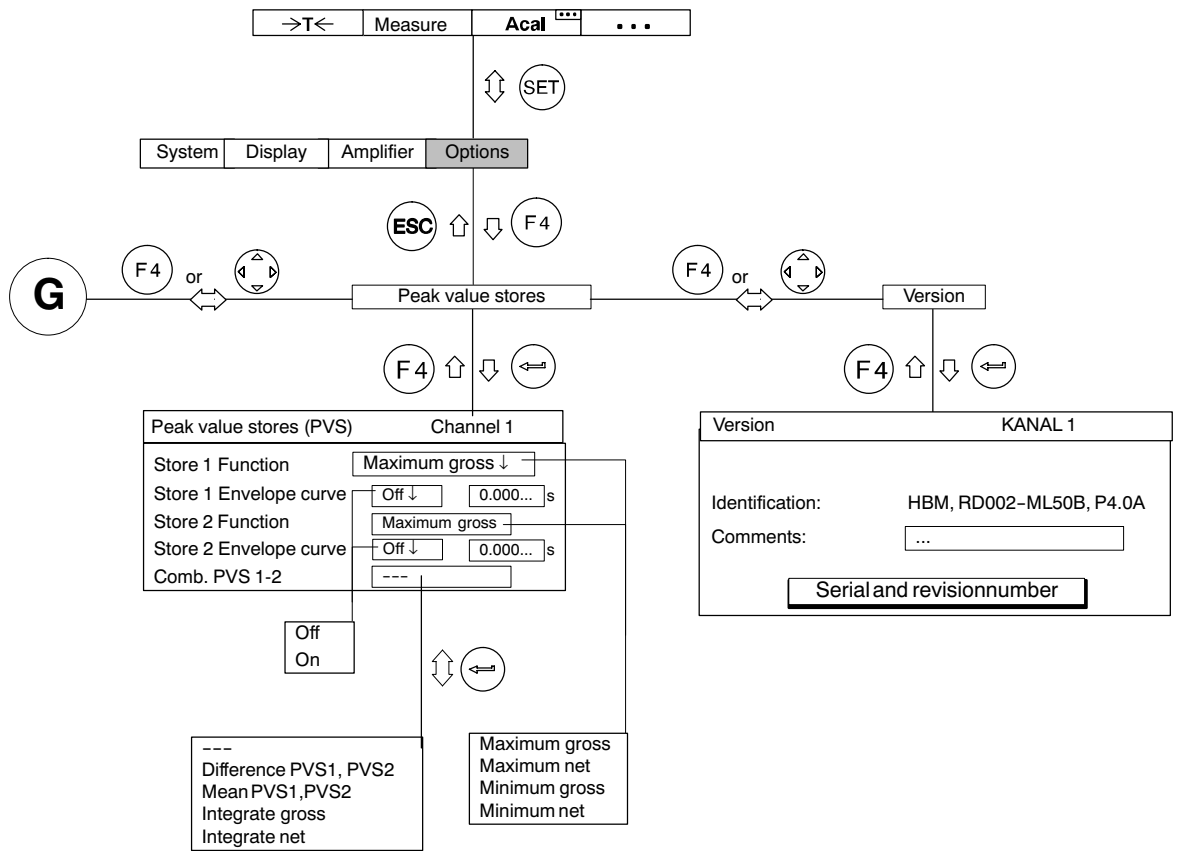 →T← Measure Acal ... ...
SET
System Display Amplifier Options
ESC F4
G F4 or Peak value stores F4 or Version
F4
F4
Peak value stores (PVS) Channel 1
Store 1 Function Maximum gross ↓
Store 1 Envelope curve Off ↓ 0.000... s
Store 2 Function Maximum gross
Store 2 Envelope curve Off ↓ 0.000... s
Comb. PVS 1-2 ---
Version KANAL 1
Identification: HBM, RD002-ML50B, P4.0A
Comments: ...
Serial and revisionnumber
Off
On
---
Difference PVS1, PVS2
Mean PVS1,PVS2
Integrate gross
Integrate net
Maximum gross
Maximum net
Minimum gross
Minimum net